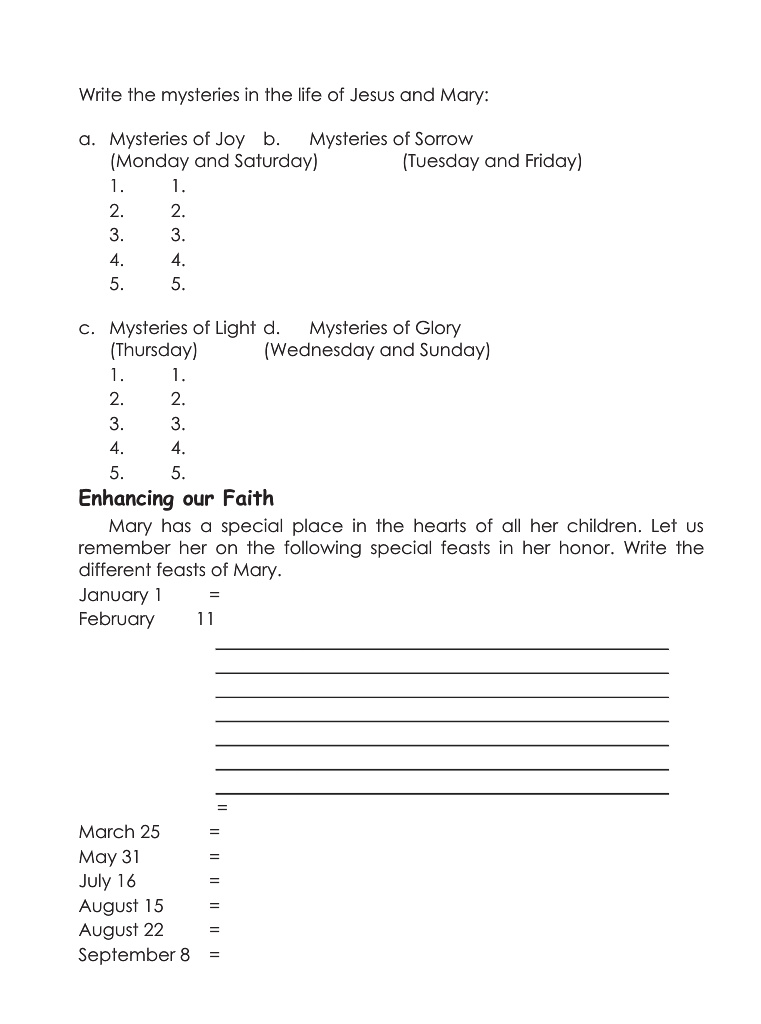 Write the mysteries in the life of Jesus and Mary:
a. Mysteries of Joy b. Mysteries of Sorrow
(Monday and Saturday) (Tuesday and Friday)
1. 1.
2. 2.
3. 3.
4. 4.
5. 5.
c. Mysteries of Light d. Mysteries of Glory
(Thursday) (Wednesday and Sunday)
1. 1.
2. 2.
3. 3.
4. 4.
5. 5.
Enhancing our Faith
Mary has a special place in the hearts of all her children. Let us
remember her on the following special feasts in her honor. Write the
different feasts of Mary.
January 1 =
February 11
=
March 25 =
May 31 =
July 16 =
August 15 =
August 22 =
September 8 =